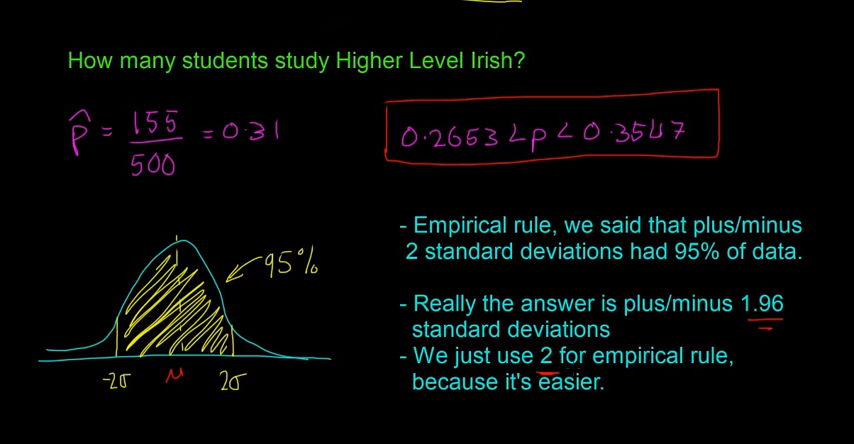 How many students study Higher Level Irish?
p̂ = 155/500 = 0.31
0.2653 < p < 0.3547
- Empirical rule, we said that plus/minus
2 standard deviations had 95% of data.
95%
- Really the answer is plus/minus 1.96
standard deviations
- We just use 2 for empirical rule,
because it's easier.
-2σ μ 2σ